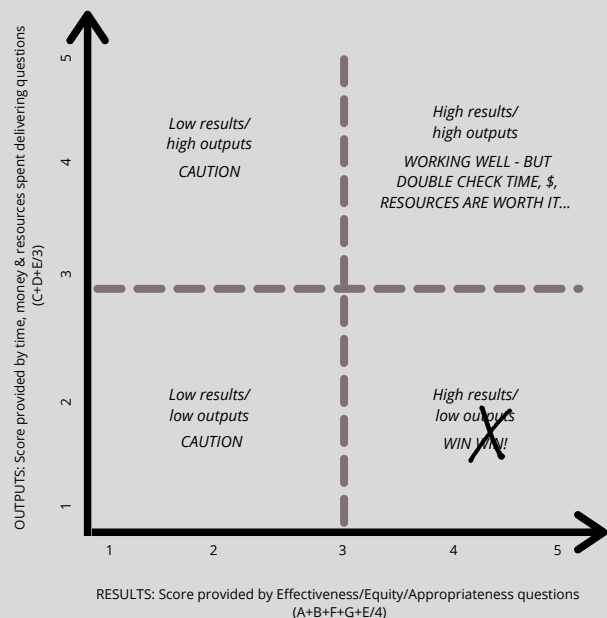 OUTPUTS: Score provided by time, money & resources spent delivering questions
(C+D+E/3)
5
4
3
2
1
Low results/
high outputs
CAUTION
High results/
high outputs
WORKING WELL - BUT
DOUBLE CHECK TIME, $,
RESOURCES ARE WORTH IT...
Low results/
low outputs
CAUTION
High results/
low outputs
WIN WIN!
1
2
3
4
5
RESULTS: Score provided by Effectiveness/Equity/Appropriateness questions
(A+B+F+G+E/4)